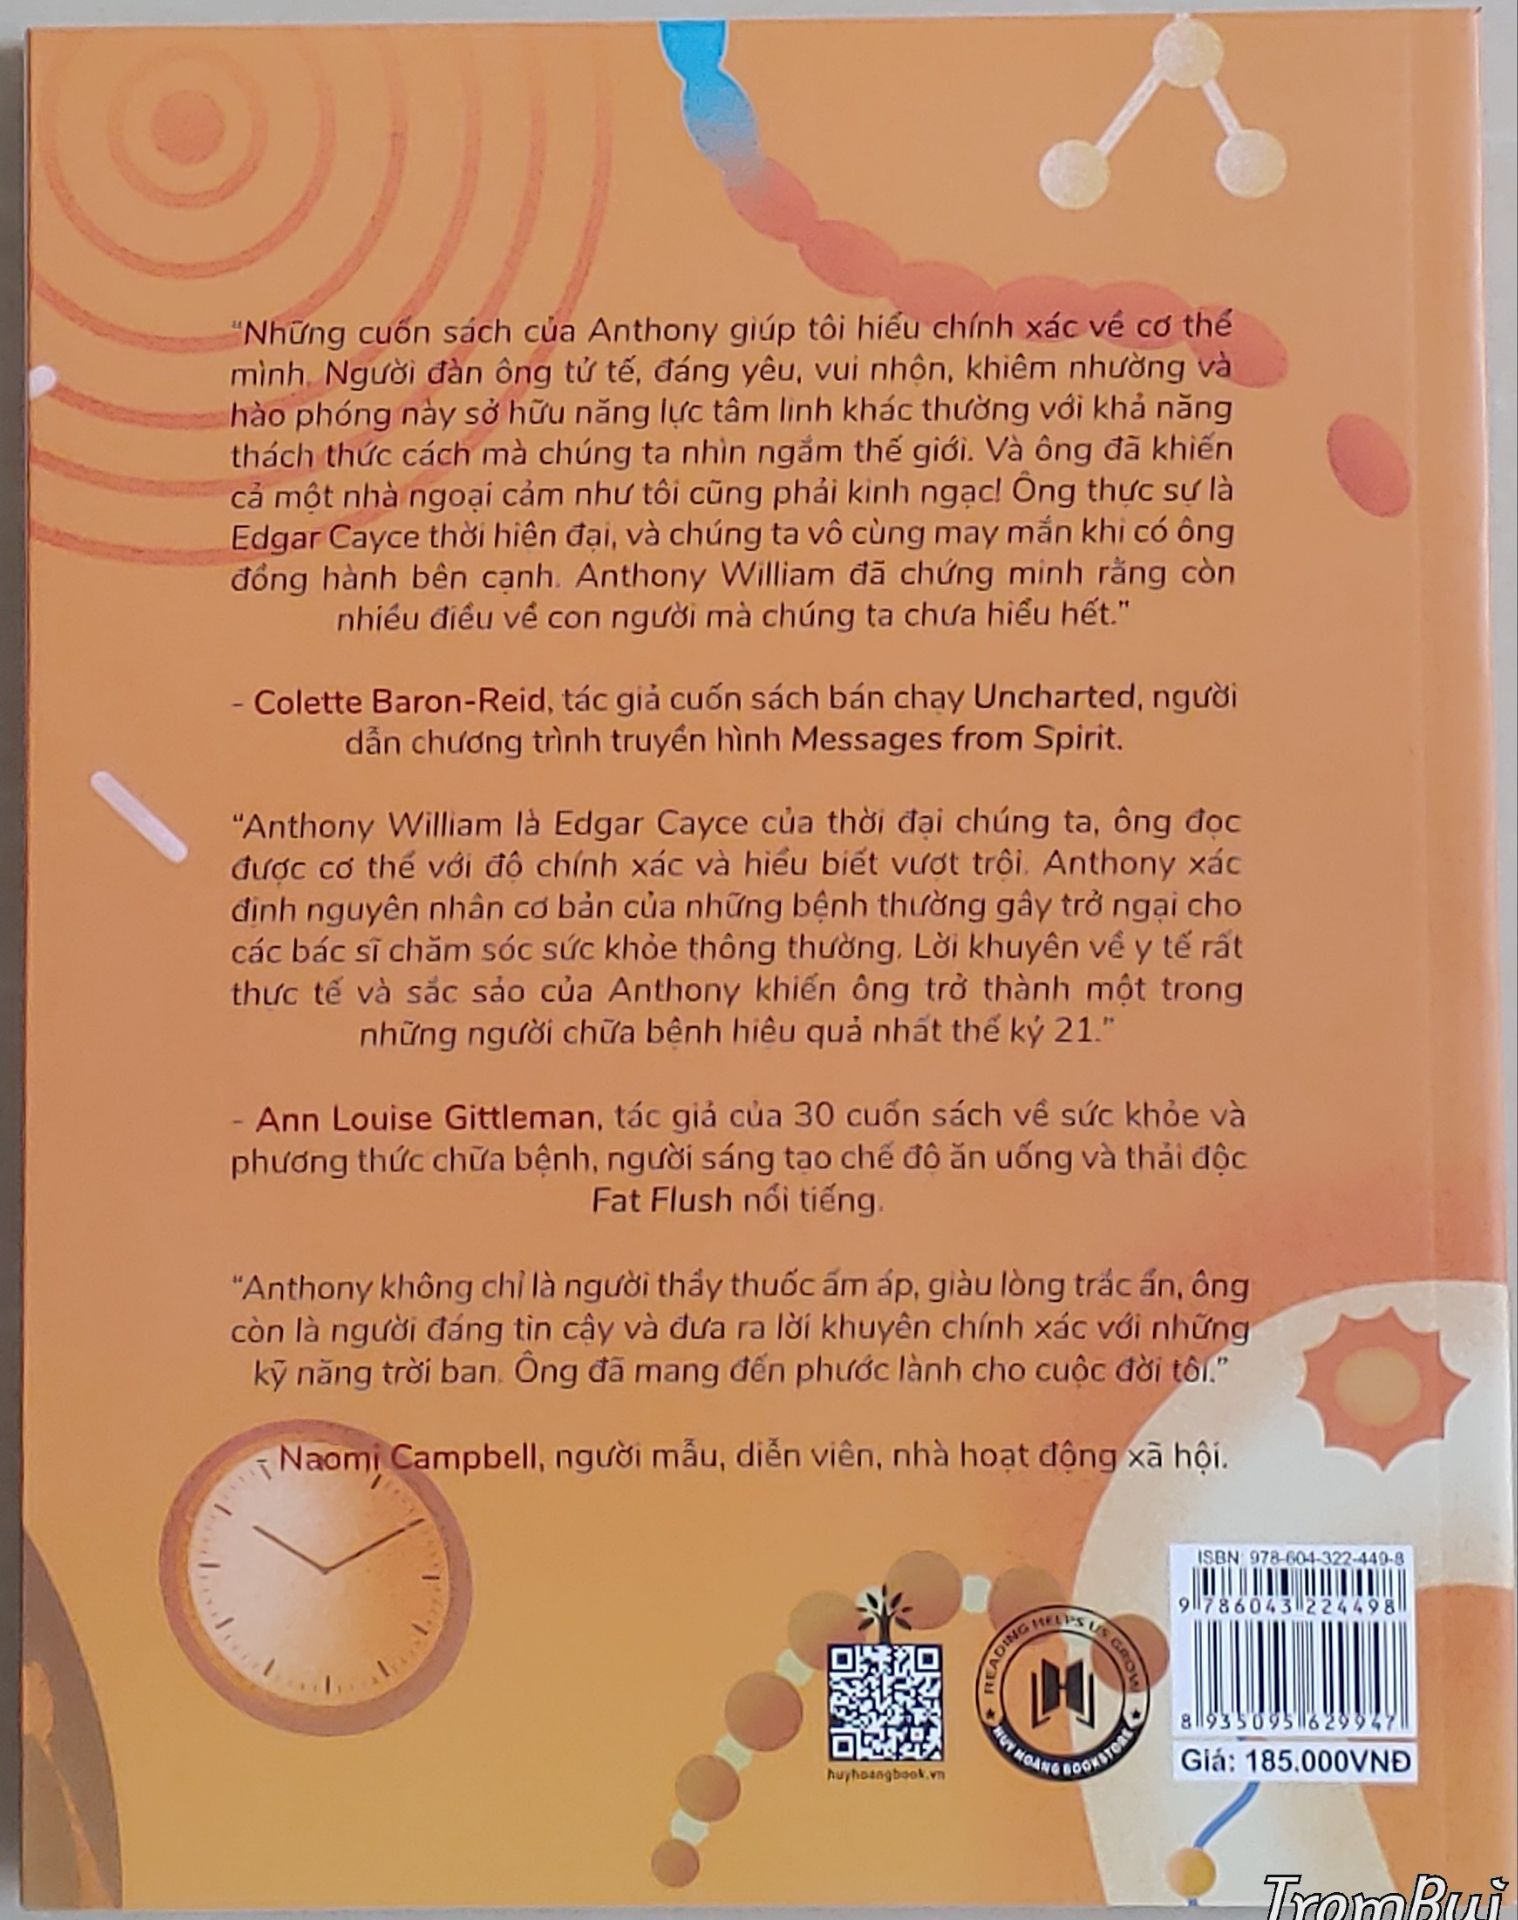 “Những cuốn sách của Anthony giúp tôi hiểu chính xác về cơ thể
mình. Người đàn ông tử tế, đáng yêu, vui nhộn, khiêm nhường và
hào phóng này sở hữu năng lực tâm linh khác thường với khả năng
thách thức cách mà chúng ta nhìn ngắm thế giới. Và ông đã khiến
cả một nhà ngoại cảm như tôi cũng phải kinh ngạc! Ông thực sự là
Edgar Cayce thời hiện đại, và chúng ta vô cùng may mắn khi có ông
đồng hành bên cạnh. Anthony William đã chứng minh rằng còn
nhiều điều về con người mà chúng ta chưa hiểu hết.”
- Colette Baron-Reid, tác giả cuốn sách bán chạy Uncharted, người
dẫn chương trình truyền hình Messages from Spirit.
“Anthony William là Edgar Cayce của thời đại chúng ta, ông đọc
được cơ thể với độ chính xác và hiểu biết vượt trội. Anthony xác
định nguyên nhân cơ bản của những bệnh thường gây trở ngại cho
các bác sĩ chăm sóc sức khỏe thông thường. Lời khuyên về y tế rất
thực tế và sắc sảo của Anthony khiến ông trở thành một trong
những người chữa bệnh hiệu quả nhất thế kỷ 21.”
- Ann Louise Gittleman, tác giả của 30 cuốn sách về sức khỏe và
phương thức chữa bệnh, người sáng tạo chế độ ăn uống và thải độc
Fat Flush nổi tiếng.
“Anthony không chỉ là người thầy thuốc ấm áp, giàu lòng trắc ẩn, ông
còn là người đáng tin cậy và đưa ra lời khuyên chính xác với những
kỹ năng trời ban. Ông đã mang đến phước lành cho cuộc đời tôi.”
- Naomi Campbell, người mẫu, diễn viên, nhà hoạt động xã hội.
ISBN: 978-604-322-449-8
9 786043 224498
READING HELPS US GROW
HUY HOANG BOOKSTORE
8 935095 629947
huyhoangbook.vn
Giá: 185.000VNĐ
TromBui